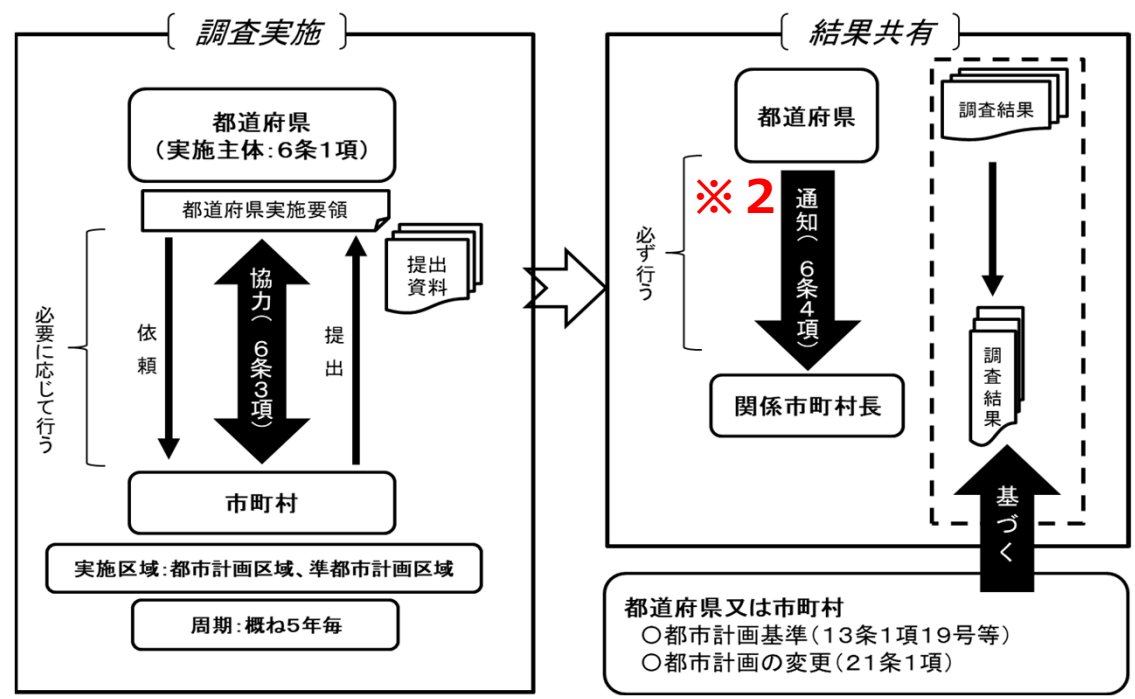 調査実施
都道府県
（実施主体：６条１項）
都道府県実施要領
提出
資料
必要に応じて行う
依頼
協力（６条３項）
提出
市町村
実施区域：都市計画区域、準都市計画区域
周期：概ね５年毎
結果共有
都道府県
※２
必ず行う
通知（６条４項）
関係市町村長
調査結果
調査結果
基づく
都道府県又は市町村
○都市計画基準（１３条１項１９号等）
○都市計画の変更（２１条１項）